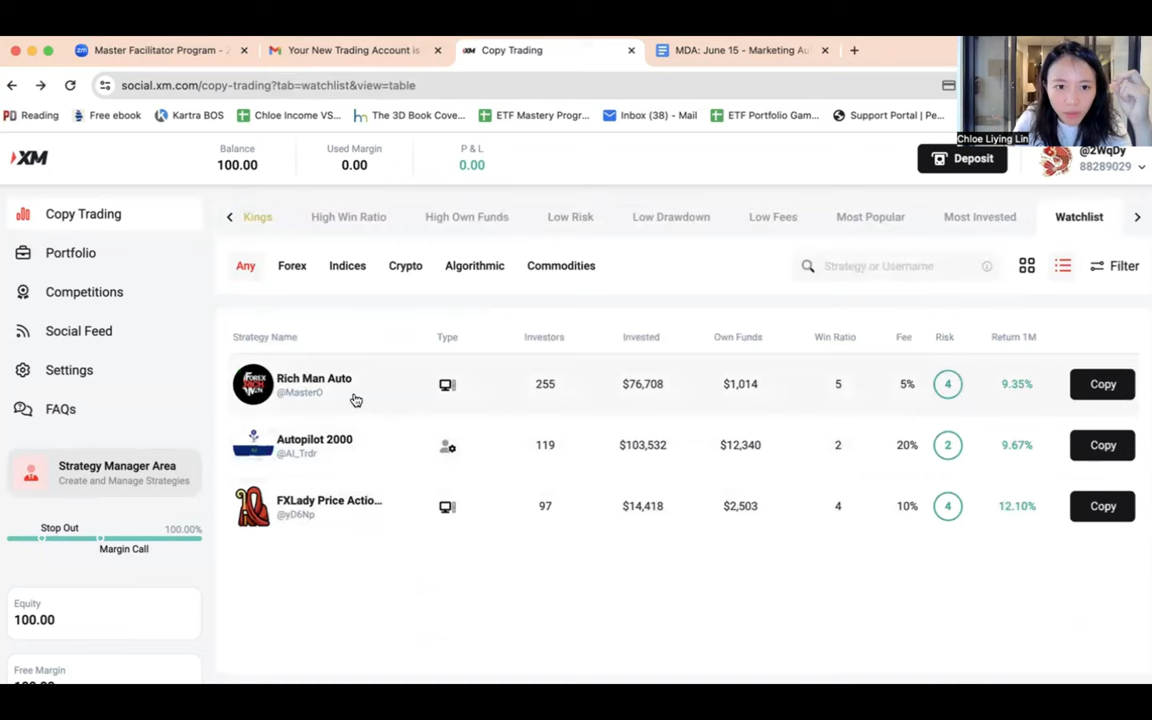 Master Facilitator Program - Z
Your New Trading Account is
Copy Trading
MDA: June 15 - Marketing Au
social.xm.com/copy-trading?tab=watchlist&view=table
Reading
Free ebook
Kartra BOS
Chloe Income VS...
The 3D Book Cove...
ETF Mastery Progr...
Inbox (38) - Mail
ETF Portfolio Gam...
Support Portal | Pe...
Chloe Liying Lin
XM
Balance
100.00
Used Margin
0.00
P & L
0.00
Deposit
@2WqDy
88289029
Copy Trading
Portfolio
Competitions
Social Feed
Settings
FAQs
Strategy Manager Area
Create and Manage Strategies
Stop Out
100.00%
Margin Call
Equity
100.00
Free Margin
Kings
High Win Ratio
High Own Funds
Low Risk
Low Drawdown
Low Fees
Most Popular
Most Invested
Watchlist
Any
Forex
Indices
Crypto
Algorithmic
Commodities
Strategy or Username
Filter
Strategy Name Type Investors Invested Own Funds Win Ratio Fee Risk Return 1M
FOREX RICH MAN
Rich Man Auto
@MasterO
255 $76,708 $1,014 5 5% 4 9.35% Copy
Autopilot 2000
@AI_Trdr
119 $103,532 $12,340 2 20% 2 9.67% Copy
FXLady Price Actio...
@yD6Np
97 $14,418 $2,503 4 10% 4 12.10% Copy